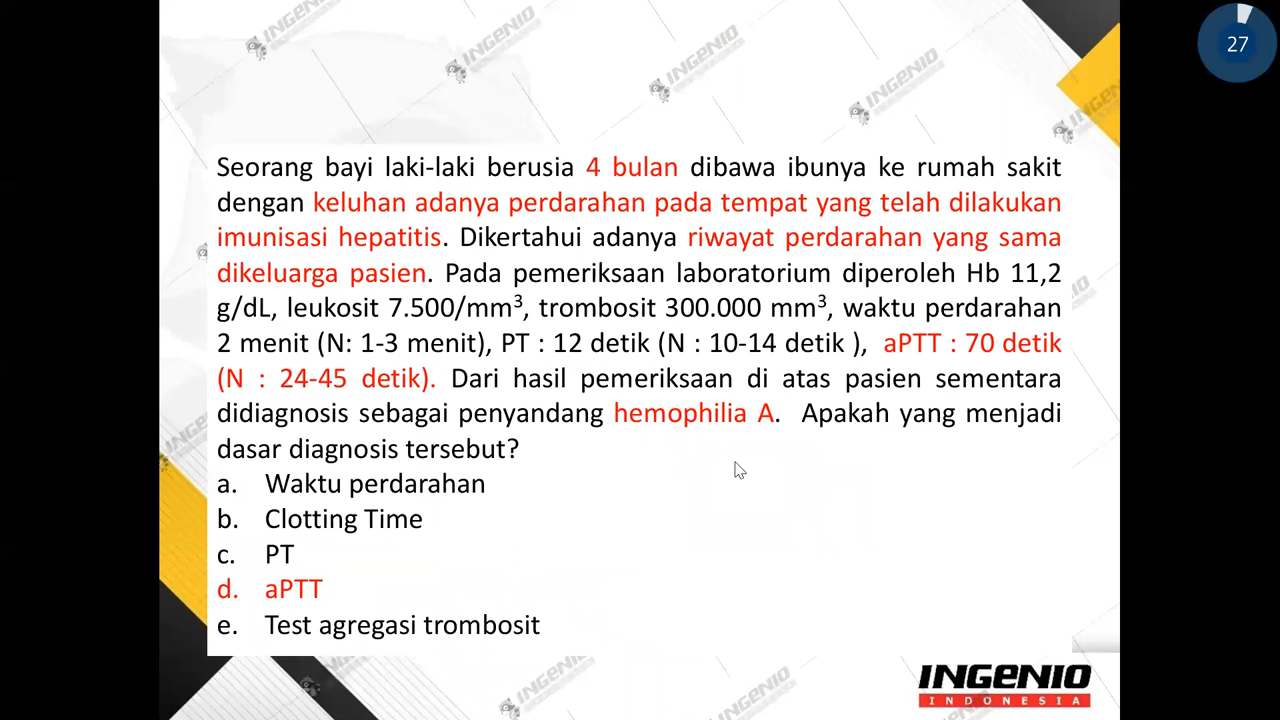 27
INGENIO
INGENIO
INGENIO
INGENIO
INGENIO
Seorang bayi laki-laki berusia 4 bulan dibawa ibunya ke rumah sakit
dengan keluhan adanya perdarahan pada tempat yang telah dilakukan
imunisasi hepatitis. Dikertahui adanya riwayat perdarahan yang sama
dikeluarga pasien. Pada pemeriksaan laboratorium diperoleh Hb 11,2
g/dL, leukosit 7.500/mm³, trombosit 300.000 mm³, waktu perdarahan
2 menit (N: 1-3 menit), PT : 12 detik (N : 10-14 detik ), aPTT : 70 detik
(N : 24-45 detik). Dari hasil pemeriksaan di atas pasien sementara
didiagnosis sebagai penyandang hemophilia A. Apakah yang menjadi
dasar diagnosis tersebut?
a. Waktu perdarahan
b. Clotting Time
c. PT
d. aPTT
e. Test agregasi trombosit
INGENIO
INDONESIA